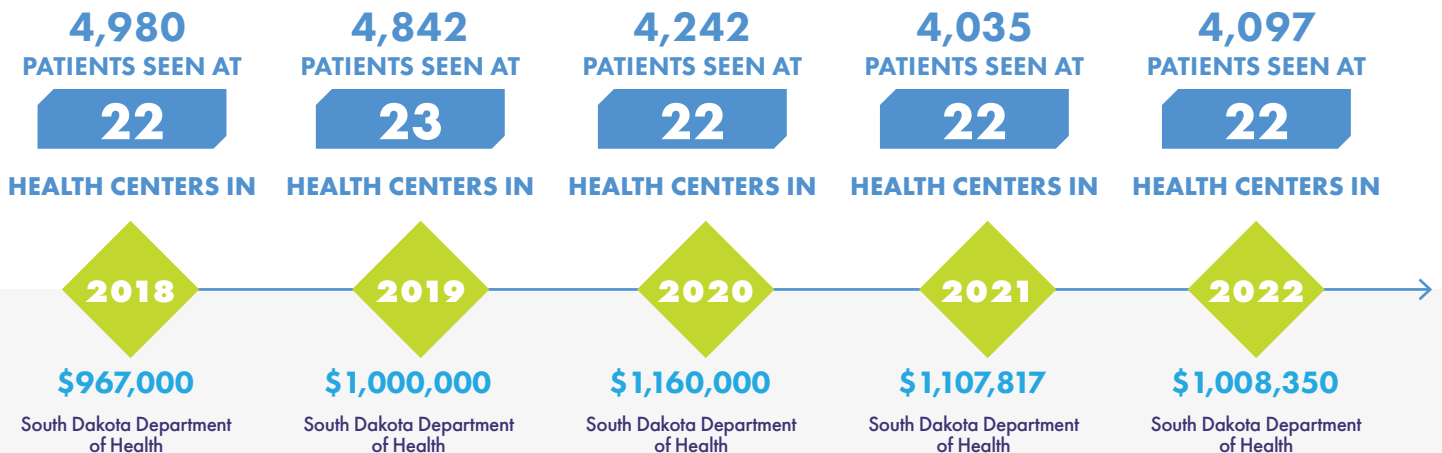 4,980
PATIENTS SEEN AT
22
HEALTH CENTERS IN
2018
$967,000
South Dakota Department
of Health
4,842
PATIENTS SEEN AT
23
HEALTH CENTERS IN
2019
$1,000,000
South Dakota Department
of Health
4,242
PATIENTS SEEN AT
22
HEALTH CENTERS IN
2020
$1,160,000
South Dakota Department
of Health
4,035
PATIENTS SEEN AT
22
HEALTH CENTERS IN
2021
$1,107,817
South Dakota Department
of Health
4,097
PATIENTS SEEN AT
22
HEALTH CENTERS IN
2022
$1,008,350
South Dakota Department
of Health